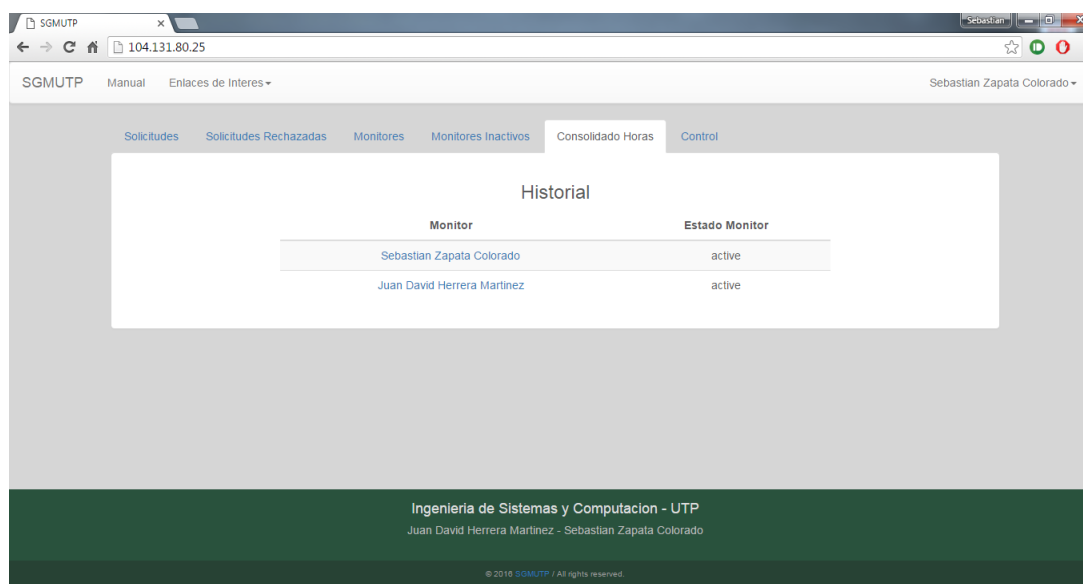 SGMUTP
Sebastian
104.131.80.25
SGMUTP Manual Enlaces de Interes Sebastian Zapata Colorado
Solicitudes Solicitudes Rechazadas Monitores Monitores Inactivos Consolidado Horas Control
Historial
Monitor Estado Monitor
Sebastian Zapata Colorado active
Juan David Herrera Martinez active
Ingenieria de Sistemas y Computacion - UTP
Juan David Herrera Martinez - Sebastian Zapata Colorado
© 2016 SGMUTP / All rights reserved.